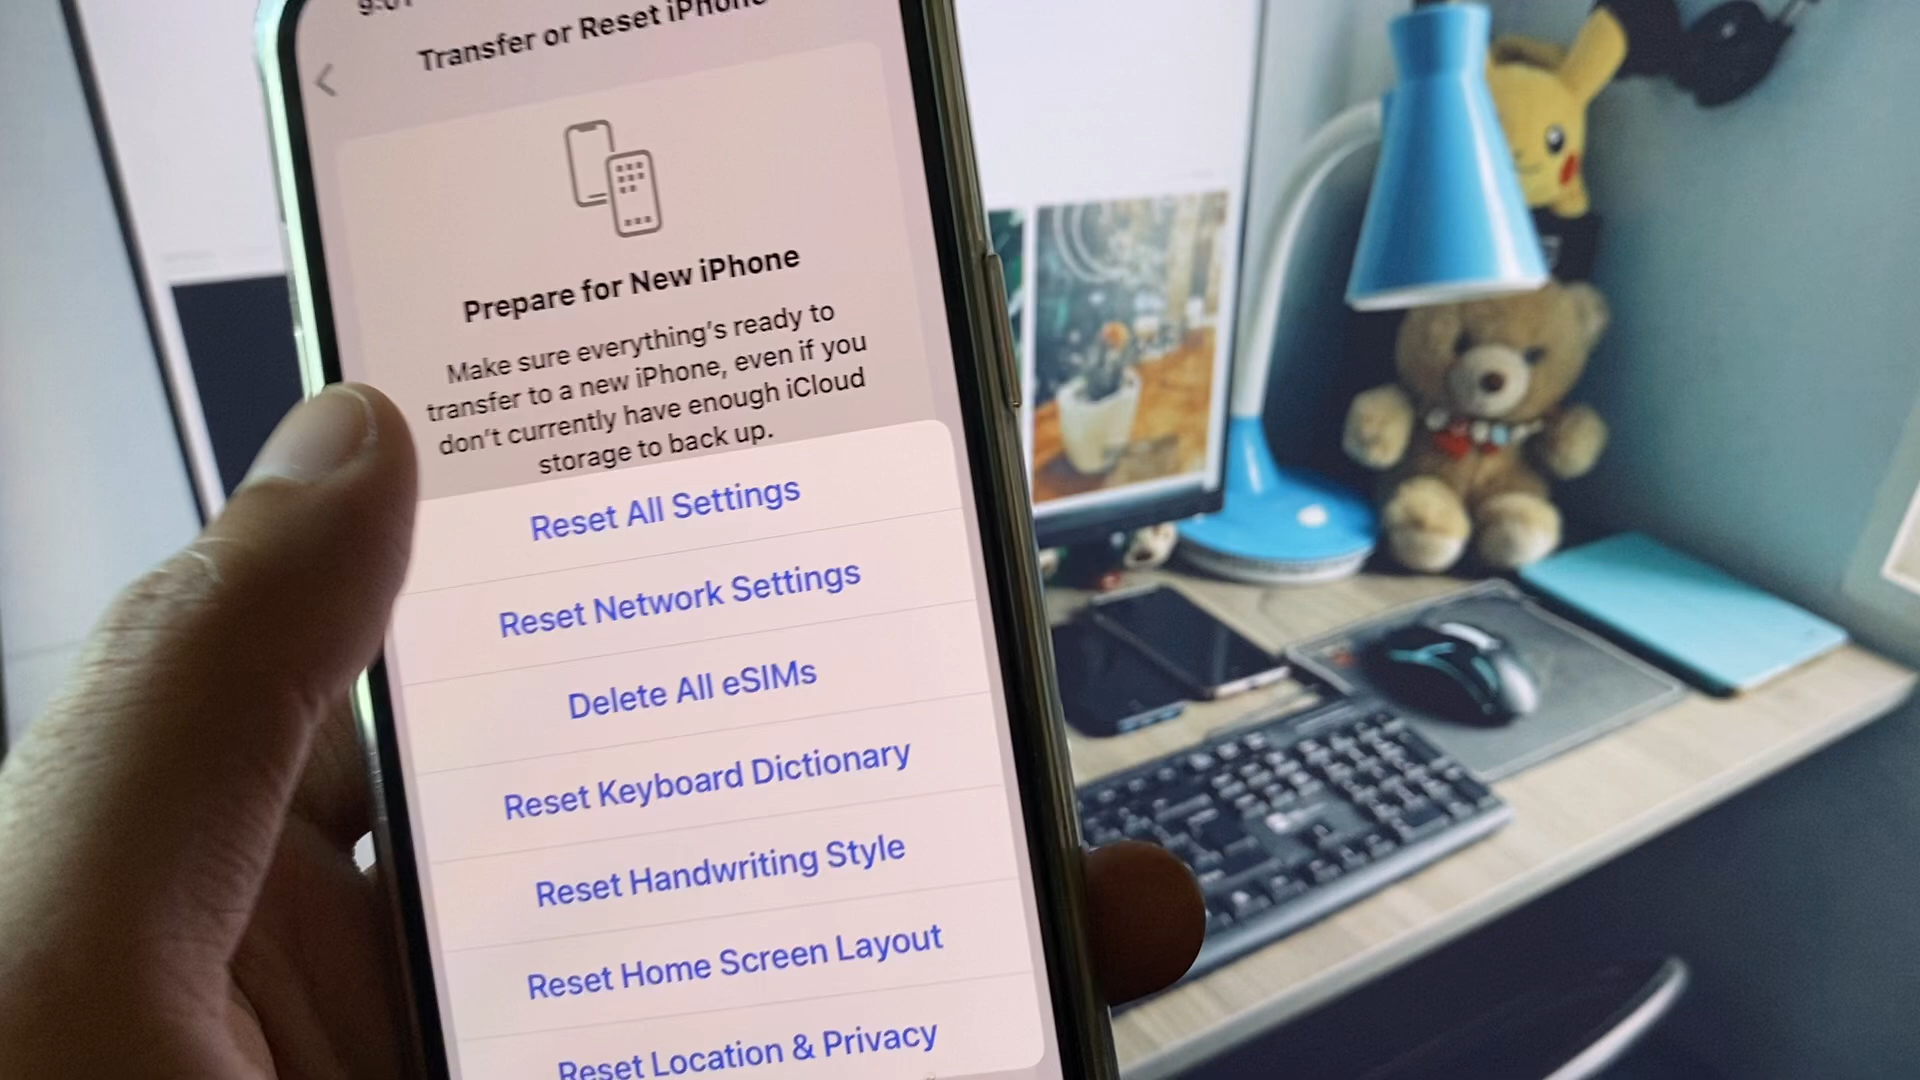 9:01
Transfer or Reset iPhone
Prepare for New iPhone
Make sure everything’s ready to
transfer to a new iPhone, even if you
don’t currently have enough iCloud
storage to back up.
Reset All Settings
Reset Network Settings
Delete All eSIMs
Reset Keyboard Dictionary
Reset Handwriting Style
Reset Home Screen Layout
Reset Location & Privacy